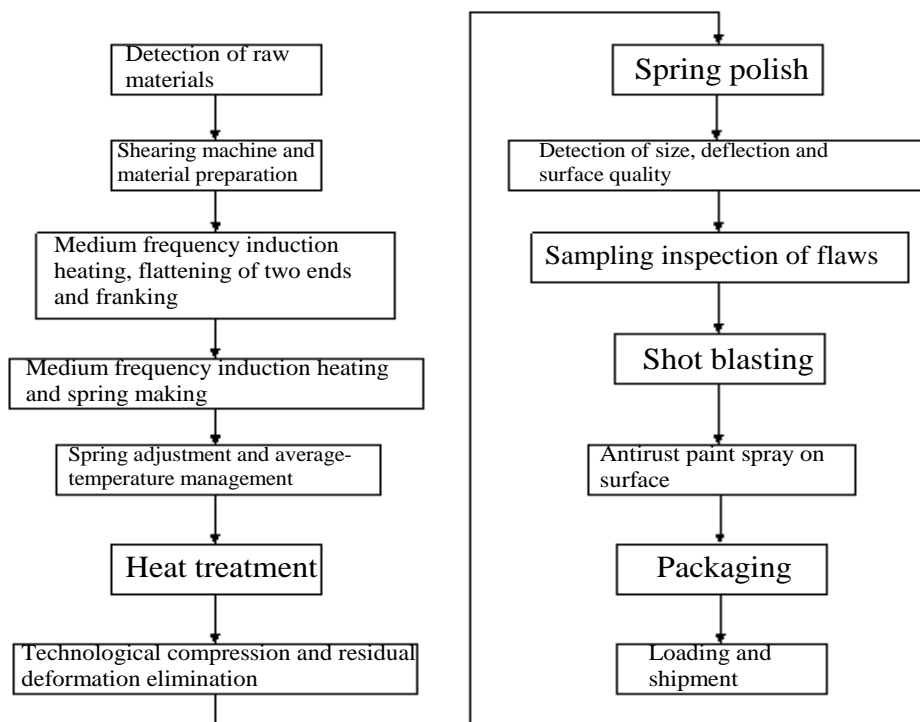 Detection of raw
materials
Shearing machine and
material preparation
Medium frequency induction
heating, flattening of two ends
and franking
Medium frequency induction heating
and spring making
Spring adjustment and average-
temperature management
Heat treatment
Technological compression and residual
deformation elimination
Spring polish
Detection of size, deflection and
surface quality
Sampling inspection of flaws
Shot blasting
Antirust paint spray on
surface
Packaging
Loading and
shipment